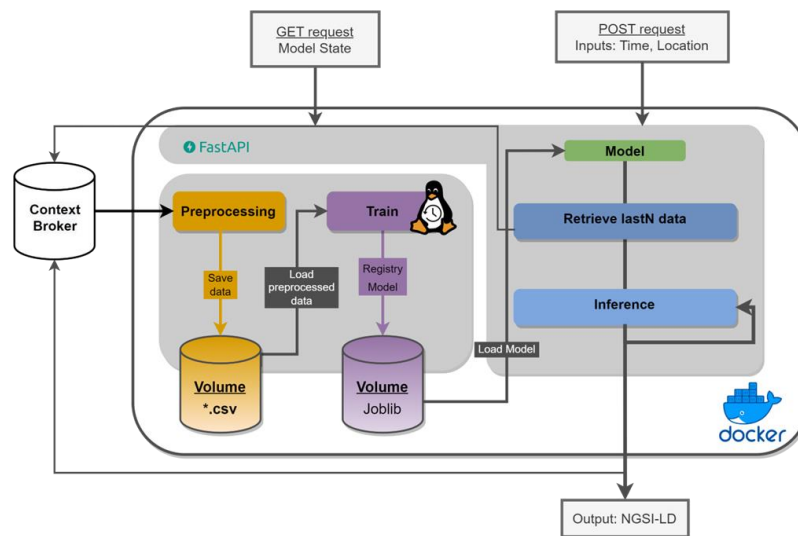 GET request
Model State
POST request
Inputs: Time, Location
FastAPI
Model
Context
Broker
Preprocessing
Train
Retrieve lastN data
Save
data
Load
preprocessed
data
Registry
Model
Inference
Load Model
Volume
*.csv
Volume
Joblib
docker
Output: NGSI-LD